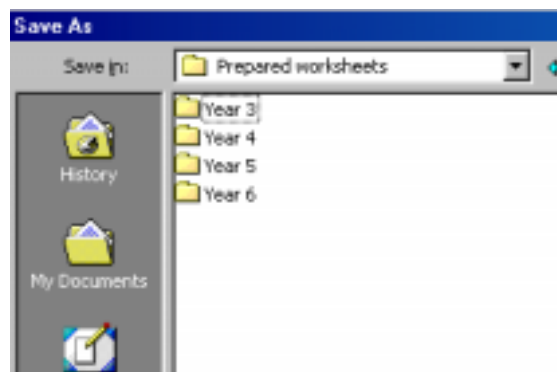 Save As
Save in:
Prepared worksheets
Year 3
Year 4
Year 5
Year 6
History
My Documents